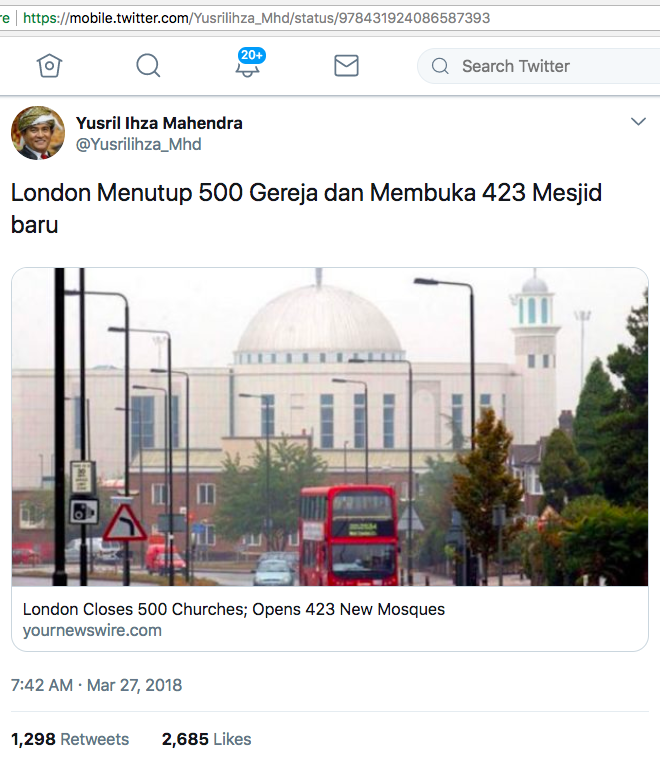 re https://mobile.twitter.com/Yusrilihza_Mhd/status/978431924086587393
20+
Search Twitter
Yusril Ihza Mahendra
@Yusrilihza_Mhd
London Menutup 500 Gereja dan Membuka 423 Mesjid
baru
London Closes 500 Churches; Opens 423 New Mosques
yournewswire.com
7:42 AM · Mar 27, 2018
1,298 Retweets 2,685 Likes